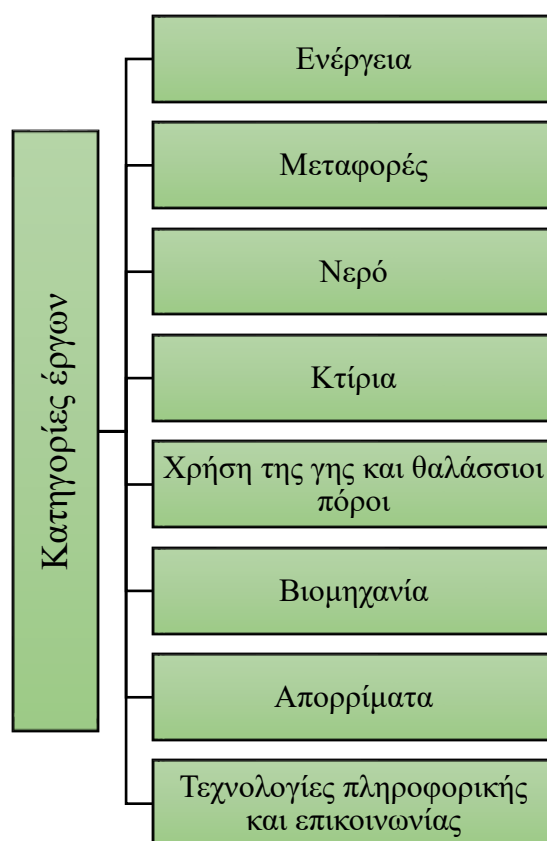 Κατηγορίες έργων
Ενέργεια
Μεταφορές
Νερό
Κτίρια
Χρήση της γης και θαλάσσιοι
πόροι
Βιομηχανία
Απορρίματα
Τεχνολογίες πληροφορικής
και επικοινωνίας